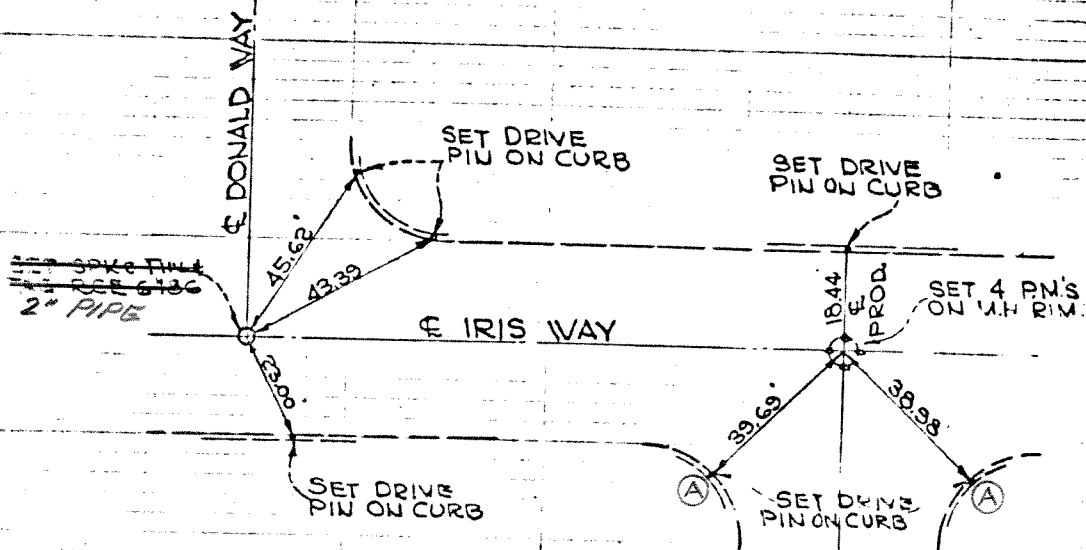 ℄ DONALD WAY
SET DRIVE
PIN ON CURB
SET DRIVE
PIN ON CURB
45.62'
43.39
RCE 6736
2" PIPE
℄ IRIS WAY
18.44
℄
PROD.
SET 4 P.M.'S
ON M.H RIM.
23.00'
39.69'
38.98
SET DRIVE
PIN ON CURB
A
SET DRIVE
PIN ON CURB
A